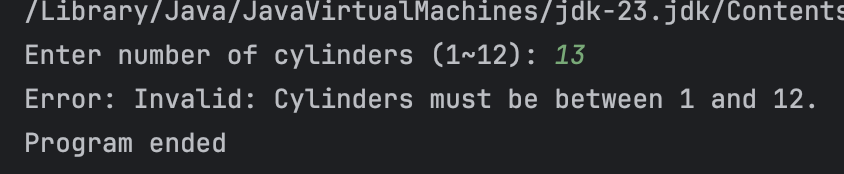 /Library/Java/JavaVirtualMachines/jdk-23.jdk/Contents
Enter number of cylinders (1~12): 13
Error: Invalid: Cylinders must be between 1 and 12.
Program ended